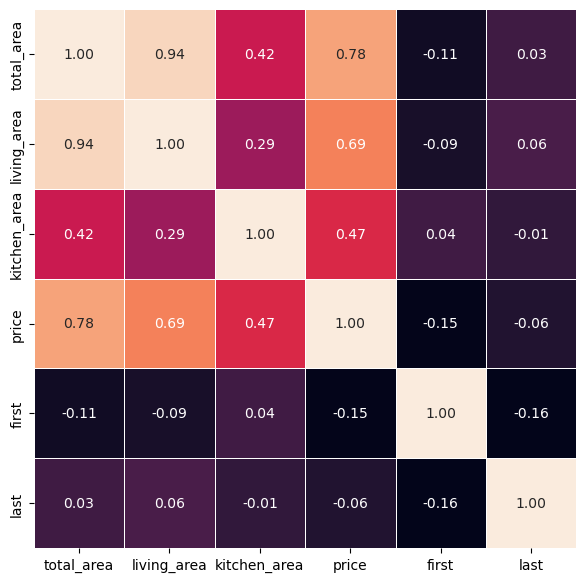 total_area 1.00 0.94 0.42 0.78 -0.11 0.03
living_area 0.94 1.00 0.29 0.69 -0.09 0.06
kitchen_area 0.42 0.29 1.00 0.47 0.04 -0.01
price 0.78 0.69 0.47 1.00 -0.15 -0.06
first -0.11 -0.09 0.04 -0.15 1.00 -0.16
last 0.03 0.06 -0.01 -0.06 -0.16 1.00
total_area living_area kitchen_area price first last